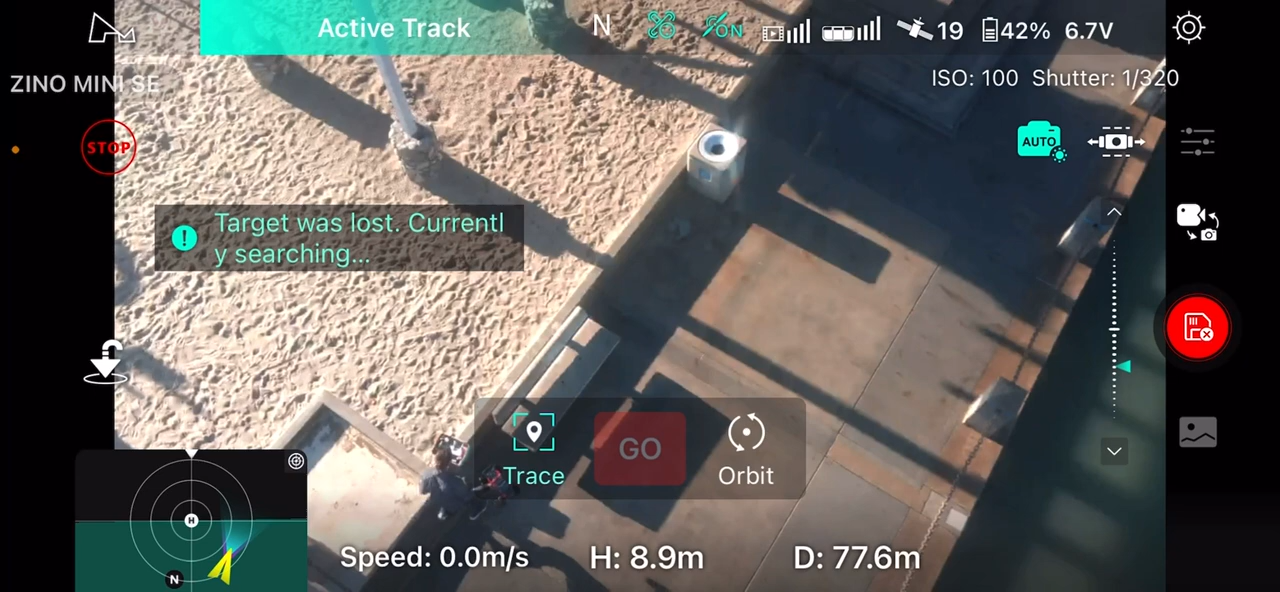 Active Track
N
ON
19
42%
6.7V
ZINO MINI SE
ISO: 100 Shutter: 1/320
STOP
AUTO
Target was lost. Currentl
y searching...
Trace
GO
Orbit
H
N
Speed: 0.0m/s
H: 8.9m
D: 77.6m